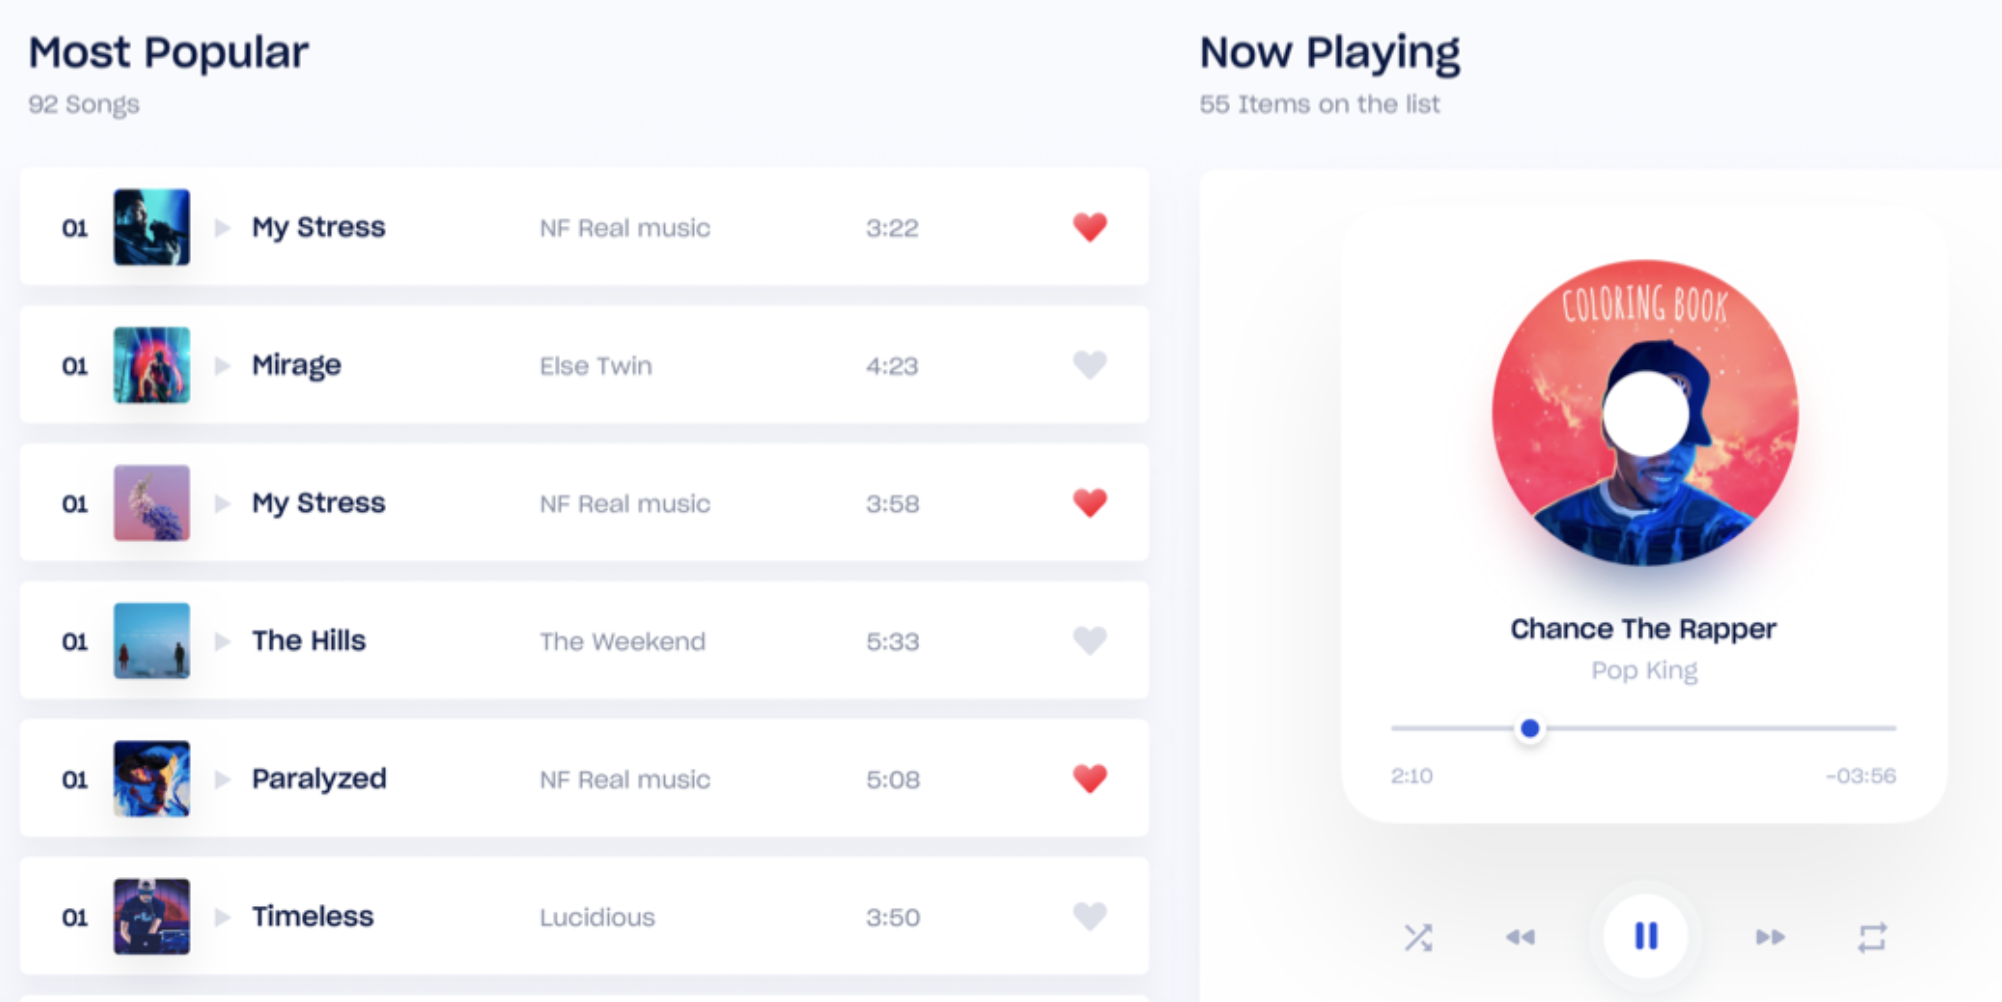 Most Popular
92 Songs
01 My Stress NF Real music 3:22
01 Mirage Else Twin 4:23
01 My Stress NF Real music 3:58
01 The Hills The Weekend 5:33
01 Paralyzed NF Real music 5:08
01 Timeless Lucidious 3:50
Now Playing
55 Items on the list
COLORING BOOK
Chance The Rapper
Pop King
2:10 -03:56